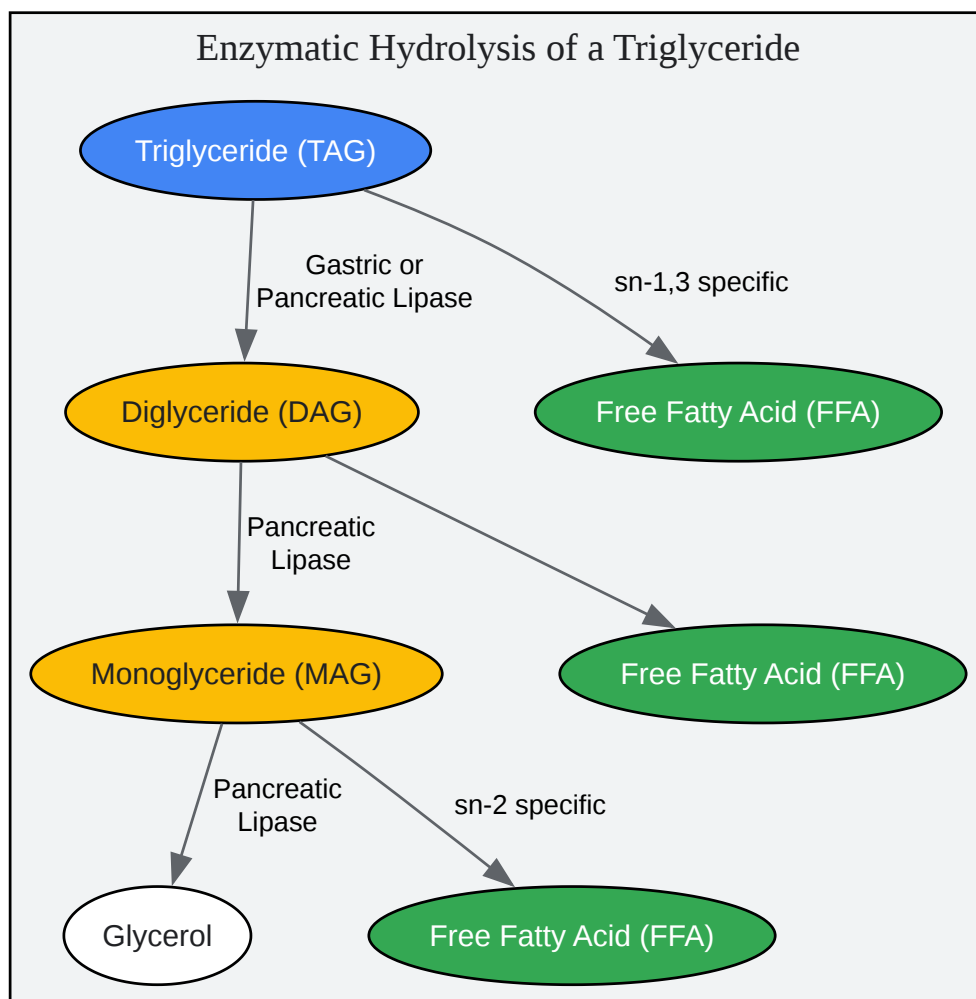 Enzymatic Hydrolysis of a Triglyceride
Triglyceride (TAG)
Gastric or
Pancreatic Lipase
sn-1,3 specific
Diglyceride (DAG)
Free Fatty Acid (FFA)
Pancreatic
Lipase
Monoglyceride (MAG)
Free Fatty Acid (FFA)
Pancreatic
Lipase
sn-2 specific
Glycerol
Free Fatty Acid (FFA)